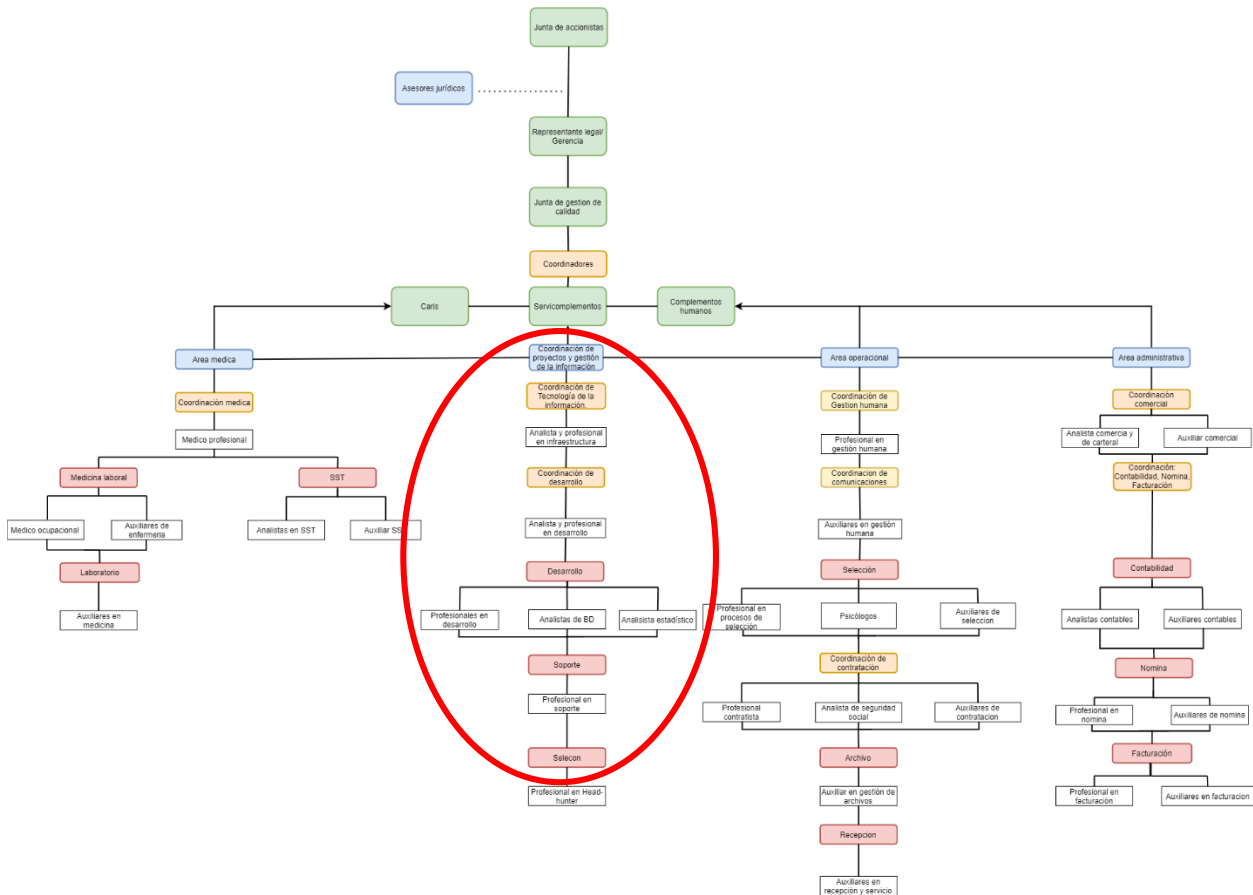 Junta de accionistas
Asesores jurídicos
Representante legal/
Gerencia
Junta de gestion de
calidad
Coordinadores
Caris
Servicomplementos
Complementos
humanos
Area medica
Coordinación de
proyectos y gestión
de la información
Area operacional
Area administrativa
Coordinación medica
Coordinación de
Tecnología de la
información.
Coordinación de
Gestion humana
Coordinación
comercial
Medico profesional
Analista y profesional
en infraestructura
Profesional en
gestión humana
Analista comercia y
de carteral
Auxiliar comercial
Medicina laboral
SST
Coordinación de
desarrollo
Coordinacion de
comunicaciones
Coordinación:
Contabilidad, Nomina,
Facturación
Medico ocupacional
Auxiliares de
enfermeria
Analistas en SST
Auxiliar SS
Analista y profesional
en desarrollo
Auxiliares en gestión
humana
Laboratorio
Desarrollo
Selección
Contabilidad
Auxiliares en
medicina
Profesionales en
desarrollo
Analistas de BD
Analisista estadístico
Profesional en
procesos de
selección
Psicólogos
Auxiliares de
seleccion
Analistas contables
Auxiliares contables
Soporte
Coordinación de
contratación
Nomina
Profesional en
soporte
Profesional
contratista
Analista de seguridad
social
Auxiliares de
contratacion
Profesional en
nomina
Auxiliares de nomina
Selecon
Archivo
Facturación
Profesional en Head-
hunter
Auxiliar en gestión de
archivos
Profesional en
facturación
Auxiliares en facturacion
Recepcion
Auxiliares en
recepción y servicio